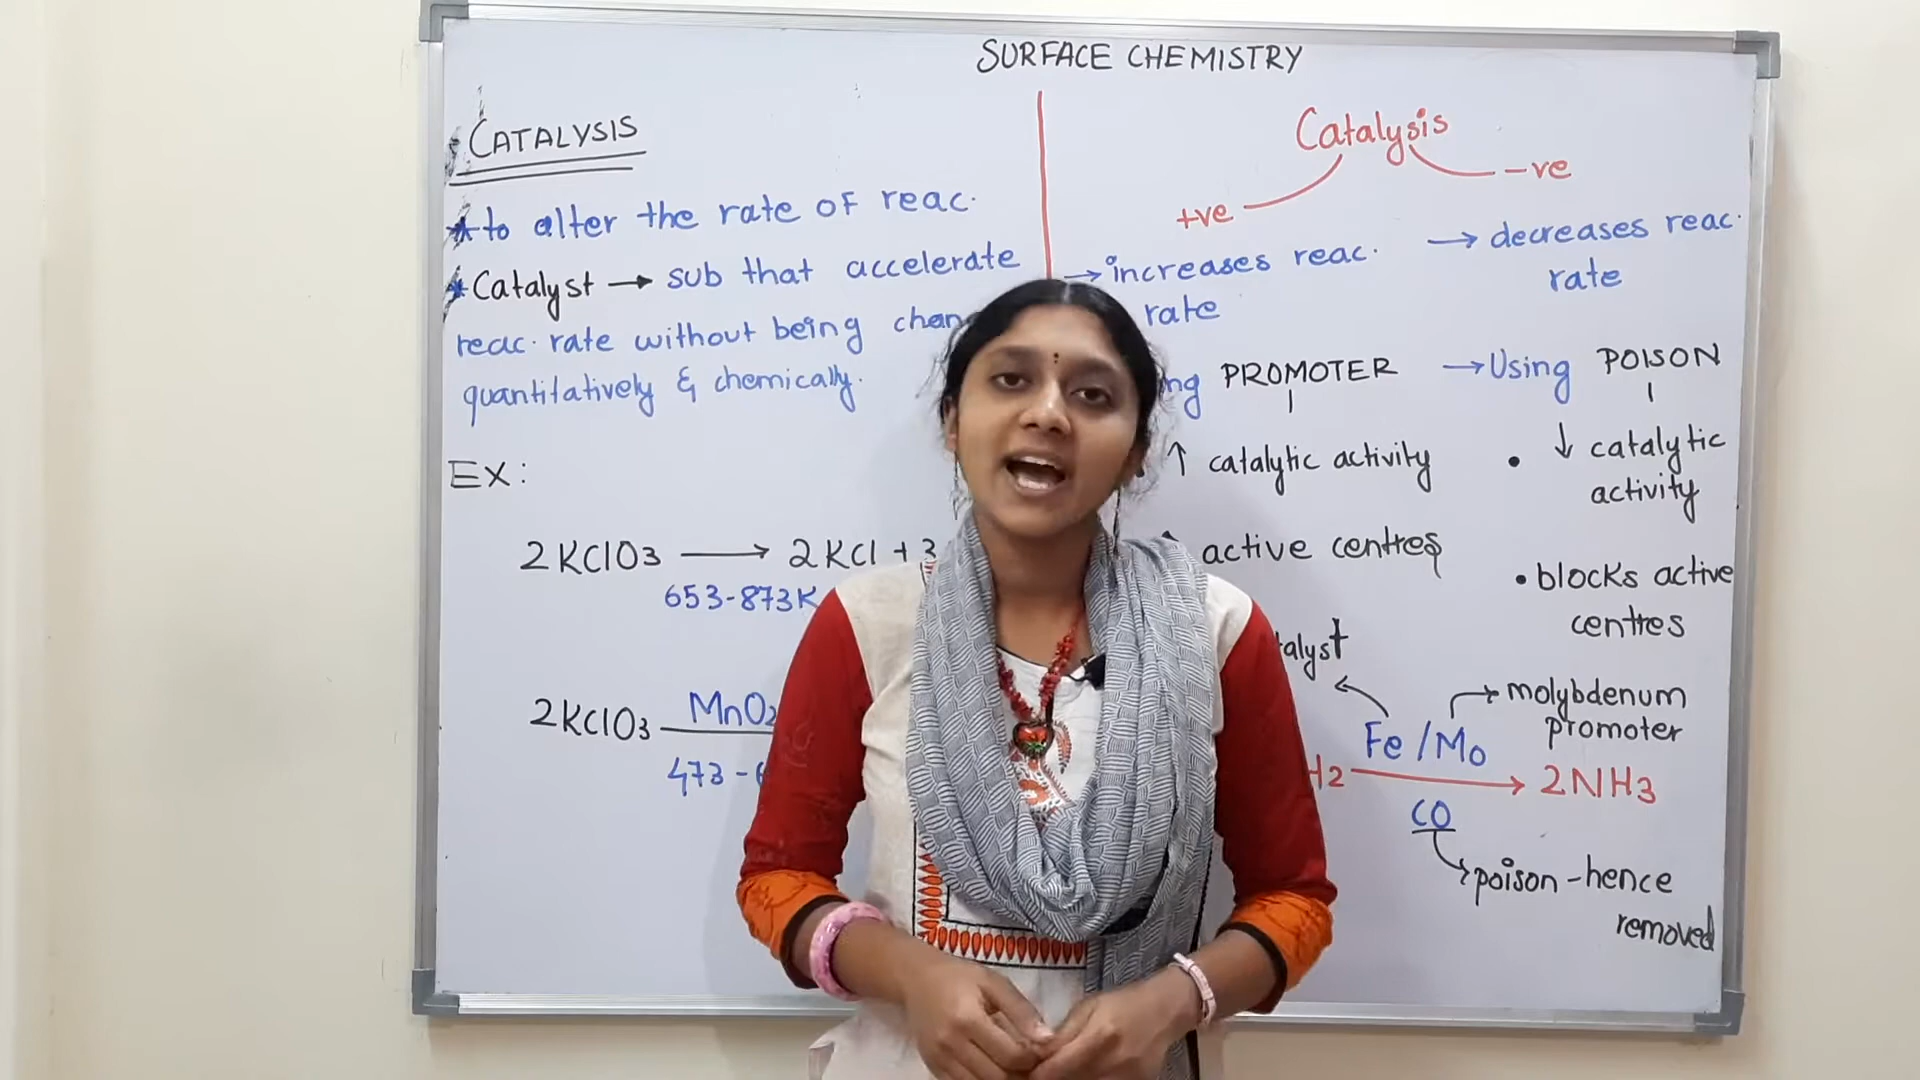 SURFACE CHEMISTRY
CATALYSIS
* to alter the rate of reac.
* Catalyst → sub that accelerate
reac. rate without being
quantitatively & chemically.
EX:
2KClO3 → 2KCl + 3
653-873K
2KClO3 MnO2
473 -
Catalysis
+ve
-ve
→ increases reac.
rate
→ decreases reac.
rate
PROMOTER
→ Using POISON
↑ catalytic activity
• ↓ catalytic
activity
active centres
• blocks active
centres
→ molybdenum
promoter
Fe / Mo
H2 → 2NH3
CO
poison - hence
removed